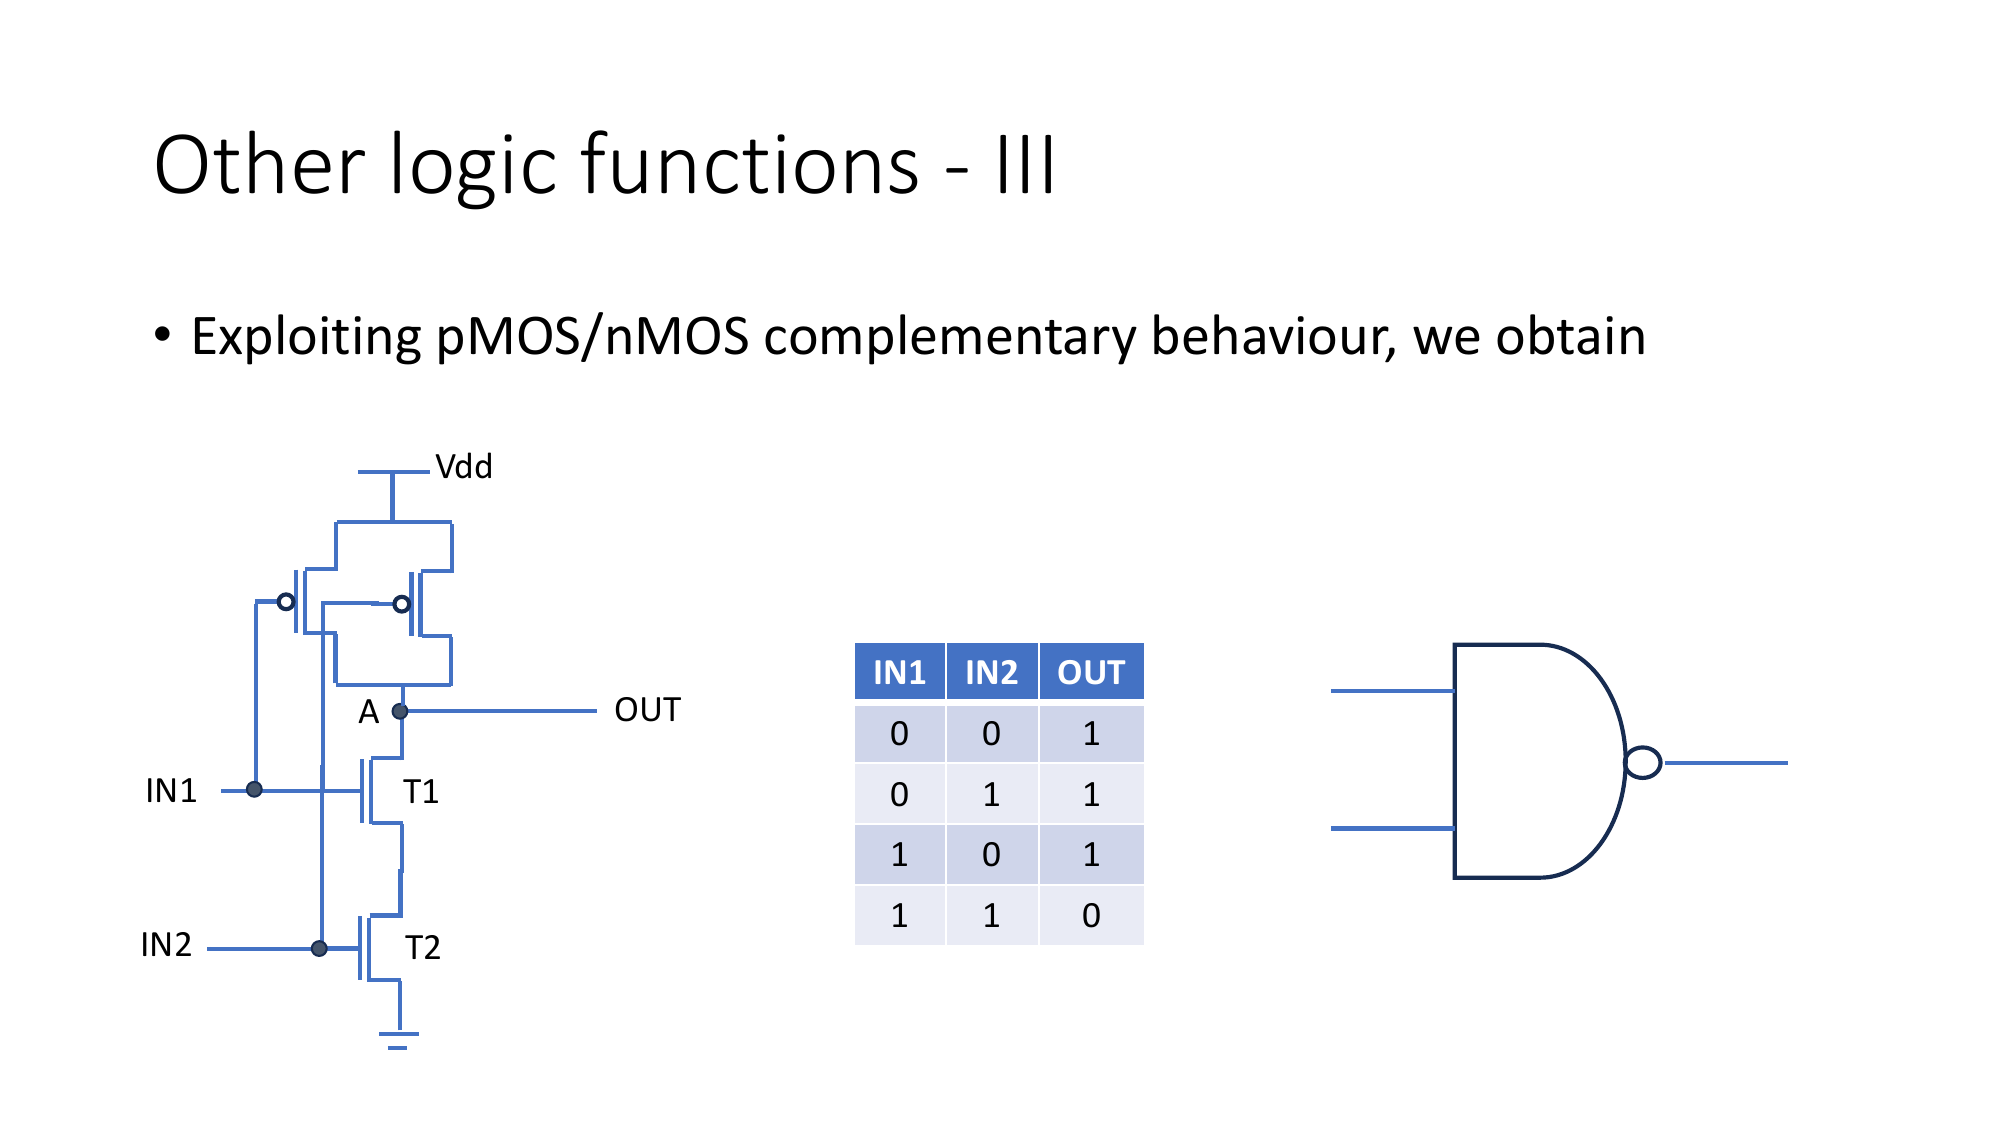 Other logic functions - III
• Exploiting pMOS/nMOS complementary behaviour, we obtain
Vdd
A
OUT
IN1
T1
IN2
T2
IN1 IN2 OUT
0 0 1
0 1 1
1 0 1
1 1 0